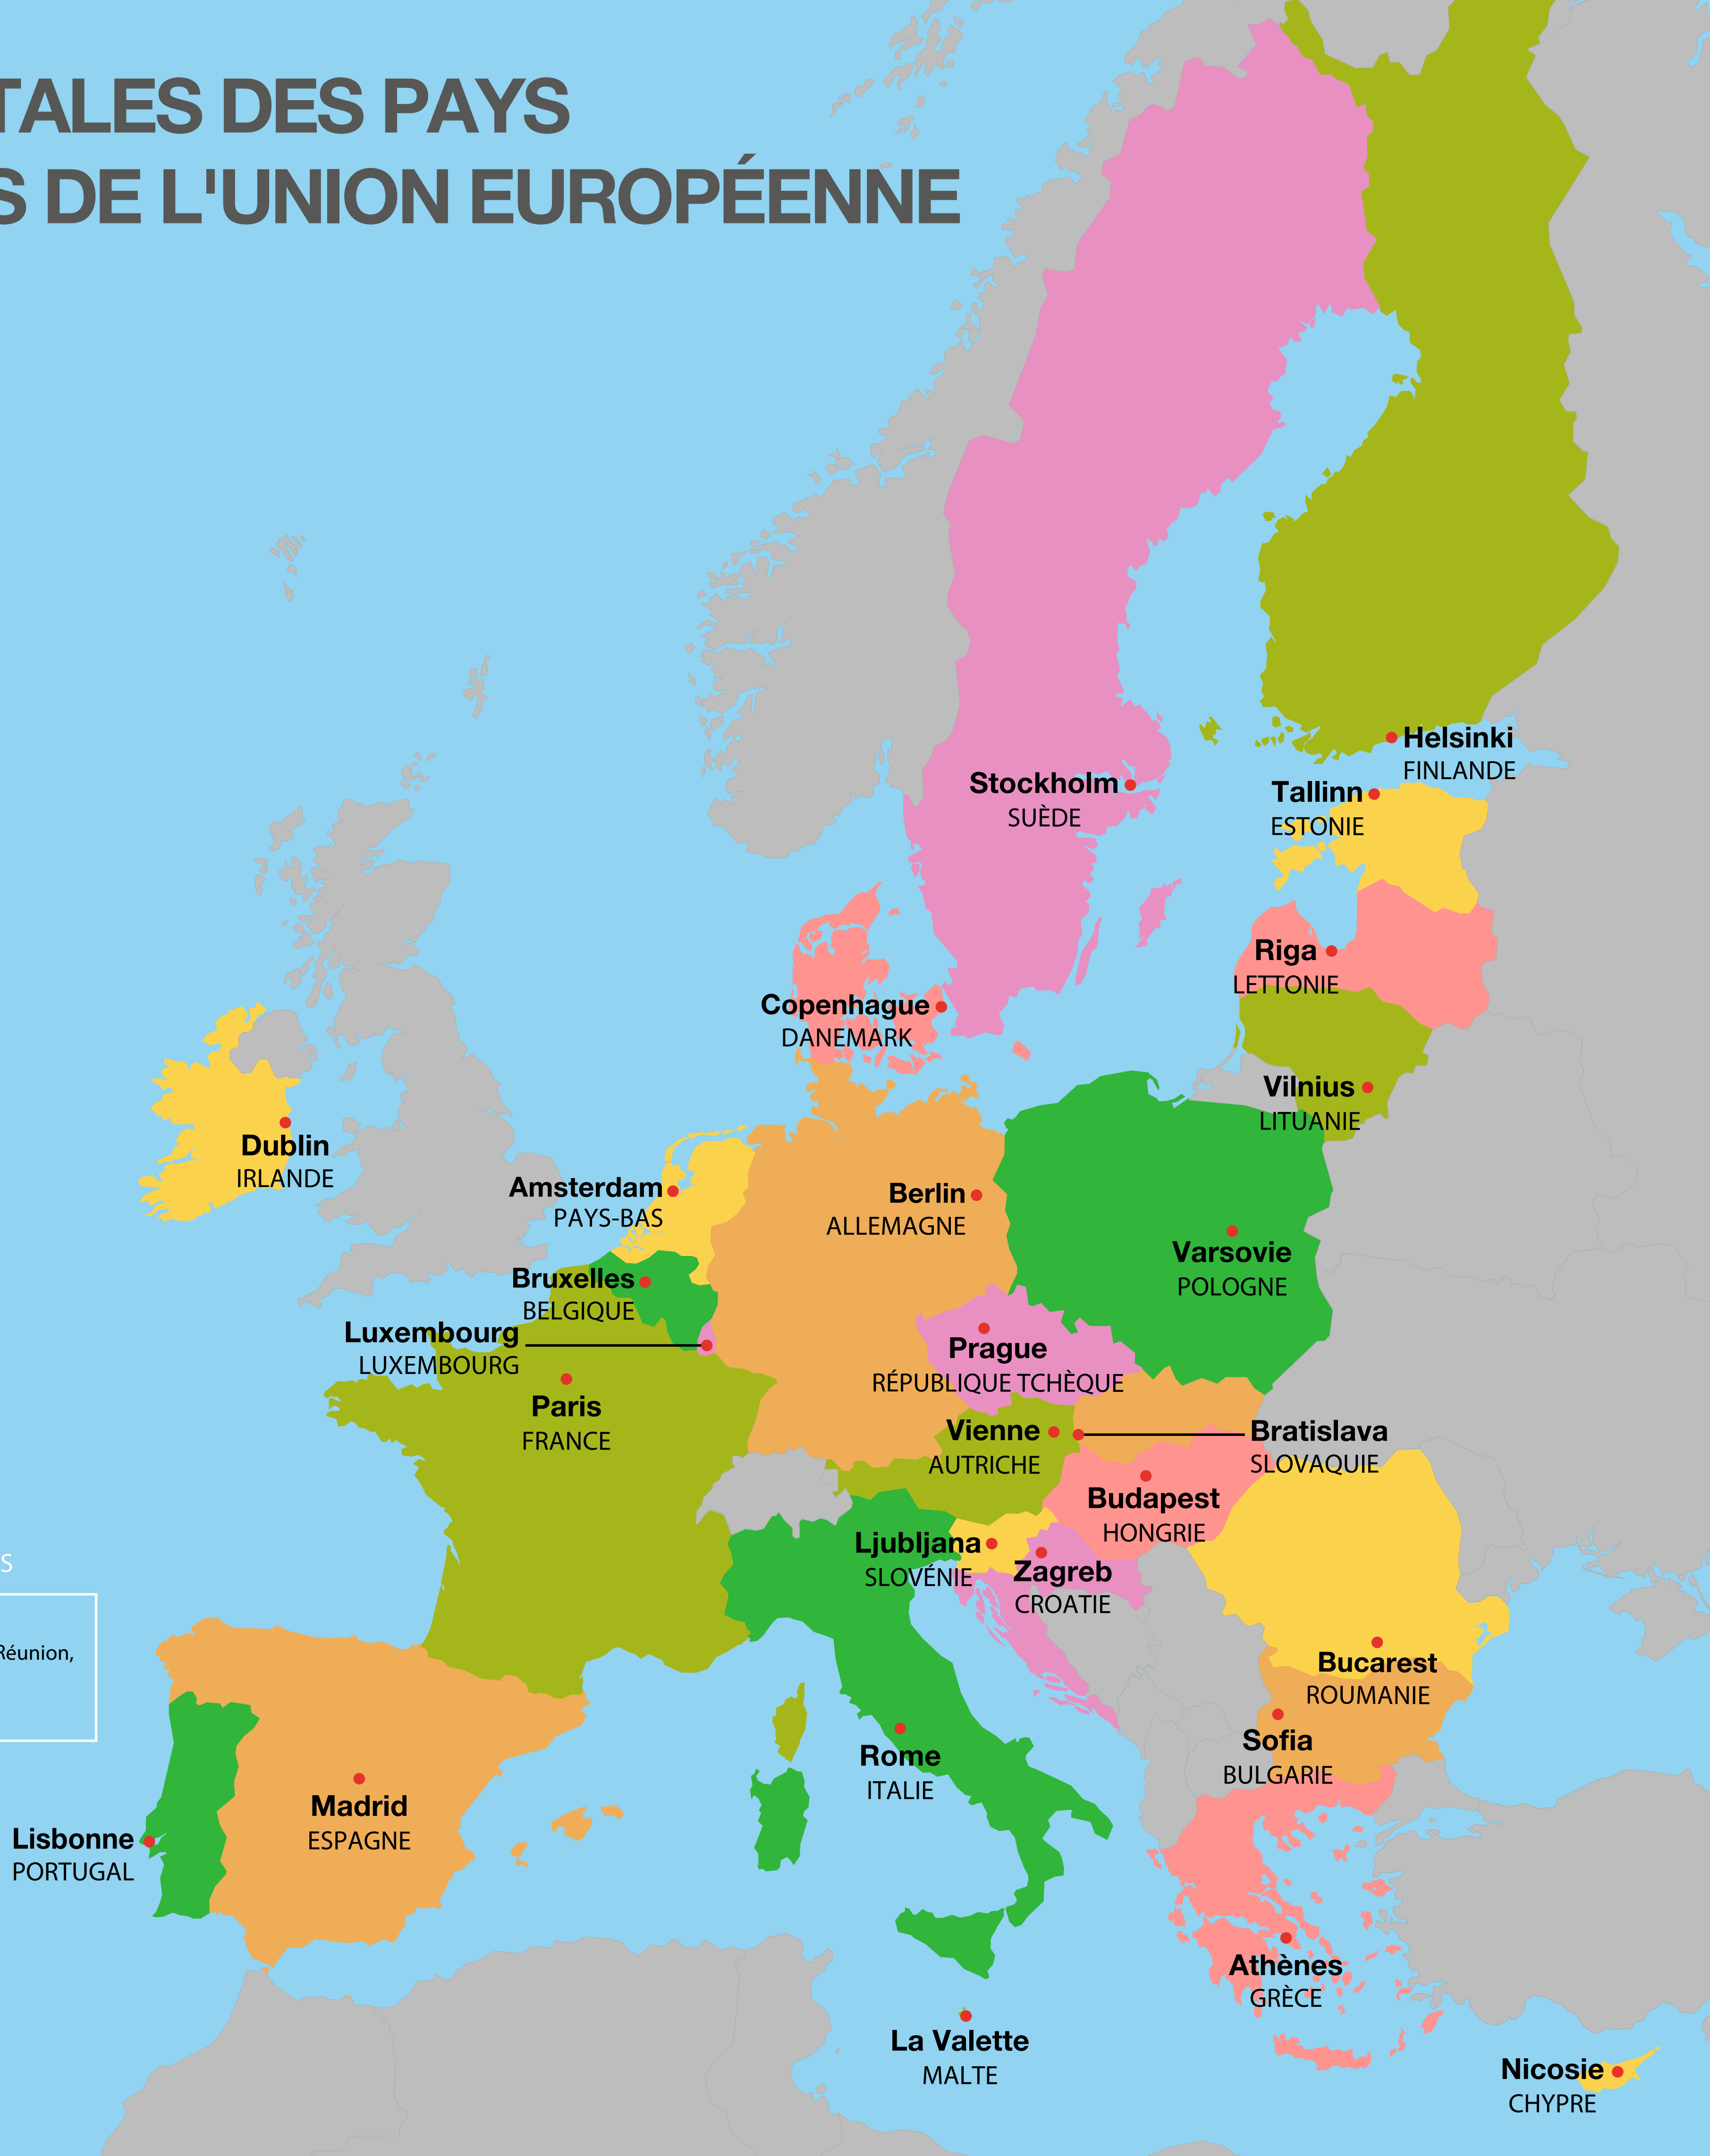 TALES DES PAYS
S DE L'UNION EUROPÉENNE
Helsinki
FINLANDE
Stockholm
SUÈDE
Tallinn
ESTONIE
Riga
LETTONIE
Copenhague
DANEMARK
Vilnius
LITUANIE
Dublin
IRLANDE
Amsterdam
PAYS-BAS
Berlin
ALLEMAGNE
Varsovie
POLOGNE
Bruxelles
BELGIQUE
Luxembourg
LUXEMBOURG
Prague
RÉPUBLIQUE TCHÈQUE
Paris
FRANCE
Vienne
AUTRICHE
Bratislava
SLOVAQUIE
Budapest
HONGRIE
Ljubljana
SLOVÉNIE
Zagreb
CROATIE
S
Réunion,
Bucarest
ROUMANIE
Sofia
BULGARIE
Rome
ITALIE
Madrid
ESPAGNE
Lisbonne
PORTUGAL
Athènes
GRÈCE
La Valette
MALTE
Nicosie
CHYPRE